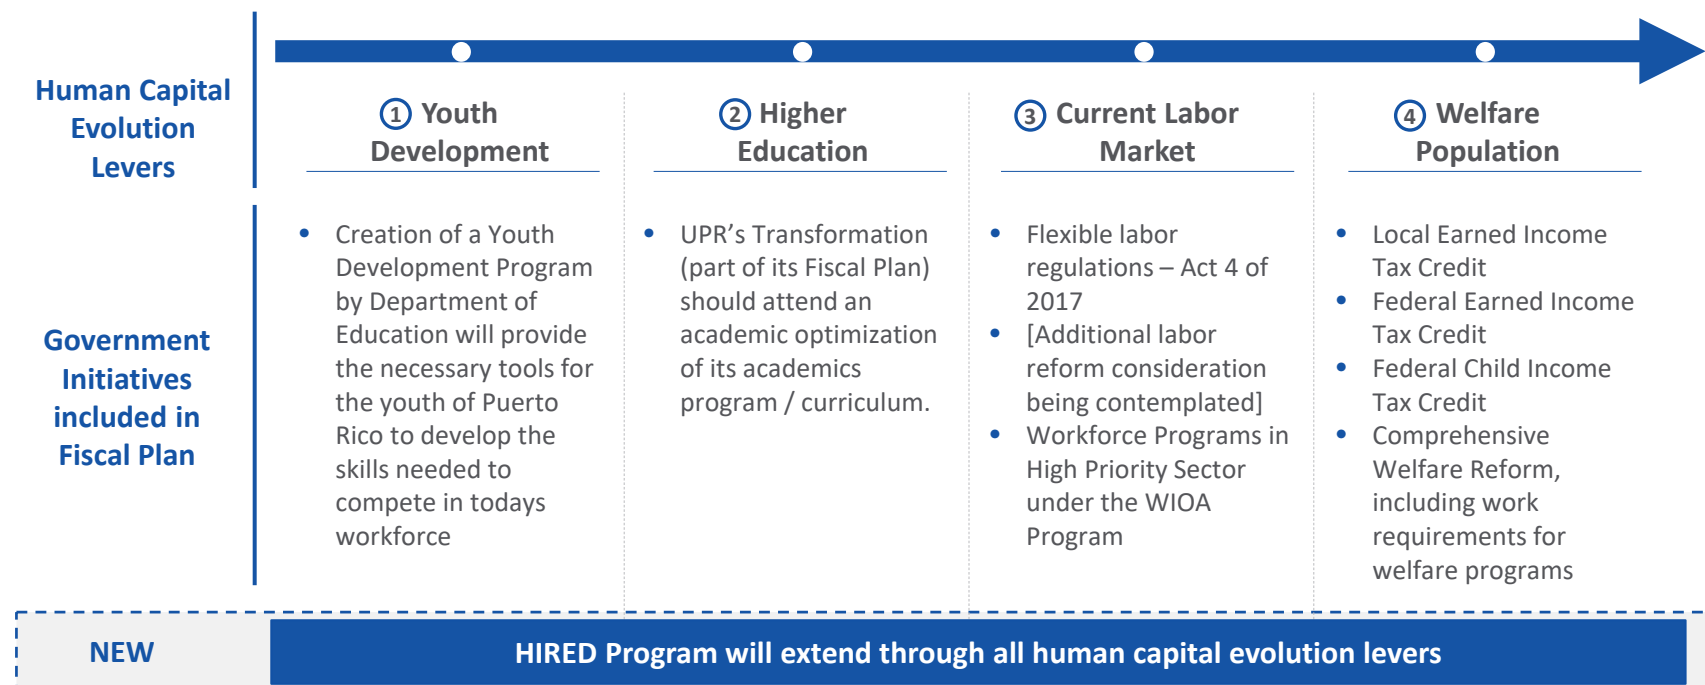 Human Capital
Evolution
Levers
1 Youth
Development
2 Higher
Education
3 Current Labor
Market
4 Welfare
Population
Government
Initiatives
included in
Fiscal Plan
• Creation of a Youth
Development Program
by Department of
Education will provide
the necessary tools for
the youth of Puerto
Rico to develop the
skills needed to
compete in todays
workforce
• UPR’s Transformation
(part of its Fiscal Plan)
should attend an
academic optimization
of its academics
program / curriculum.
• Flexible labor
regulations – Act 4 of
2017
• [Additional labor
reform consideration
being contemplated]
• Workforce Programs in
High Priority Sector
under the WIOA
Program
• Local Earned Income
Tax Credit
• Federal Earned Income
Tax Credit
• Federal Child Income
Tax Credit
• Comprehensive
Welfare Reform,
including work
requirements for
welfare programs
NEW
HIRED Program will extend through all human capital evolution levers